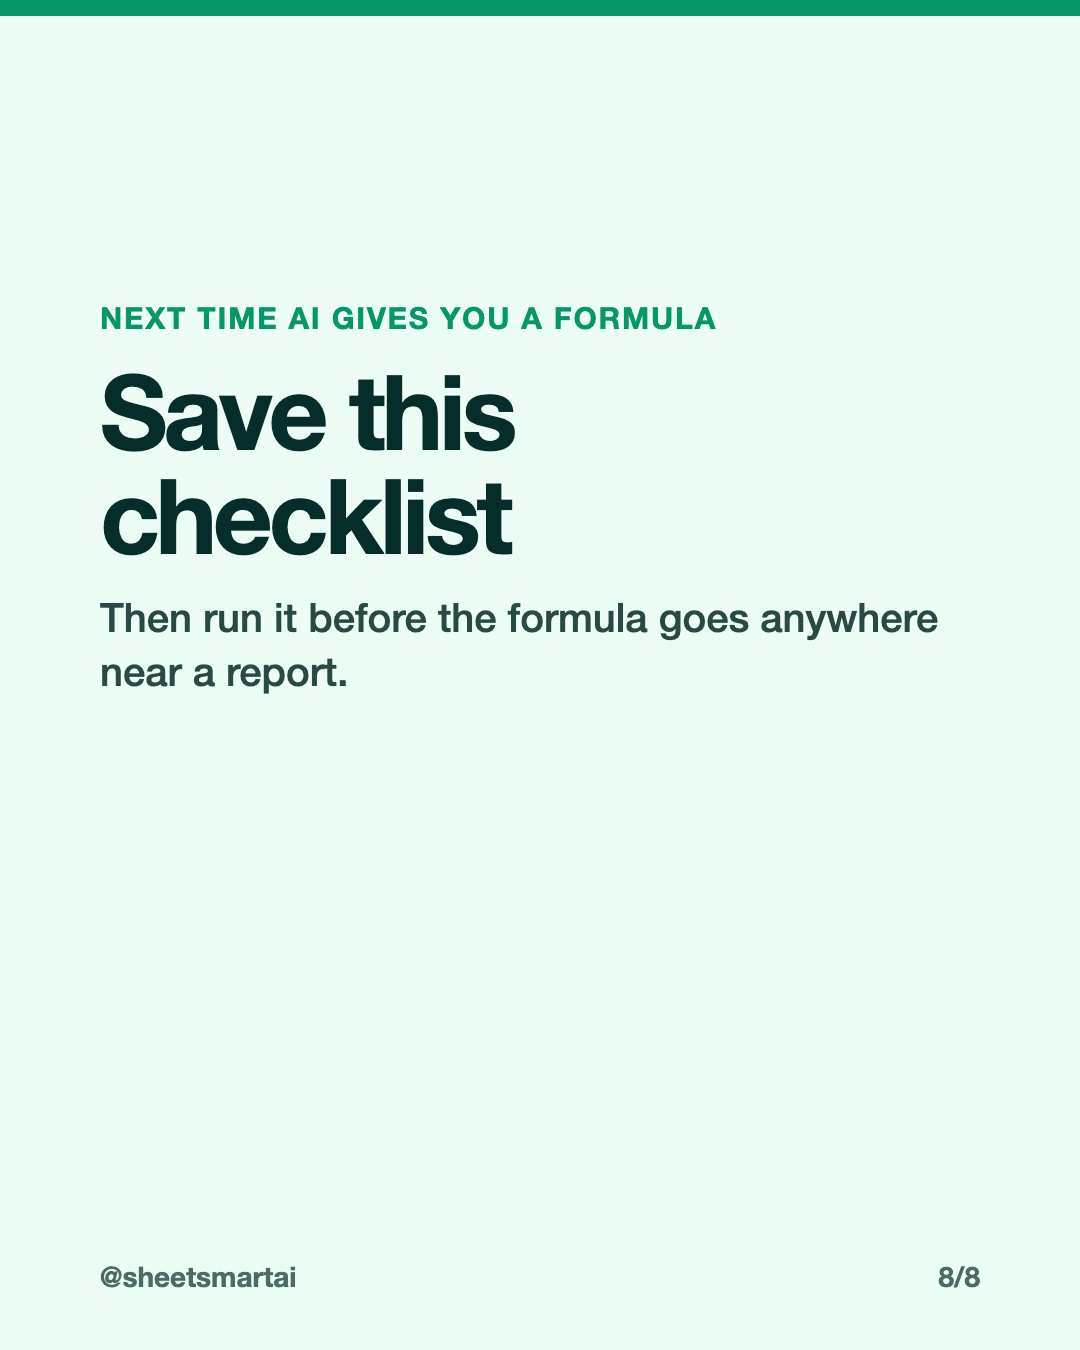 NEXT TIME AI GIVES YOU A FORMULA
Save this
checklist
Then run it before the formula goes anywhere
near a report.
@sheetsmartai
8/8